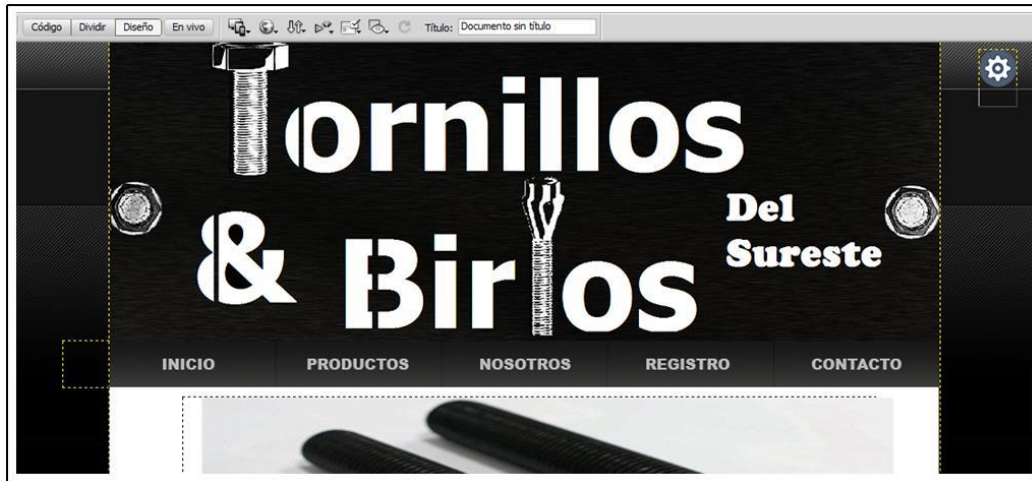 Código Dividir Diseño En vivo Título: Documento sin título
Tornillos
& Birlos
Del
Sureste
INICIO PRODUCTOS NOSOTROS REGISTRO CONTACTO